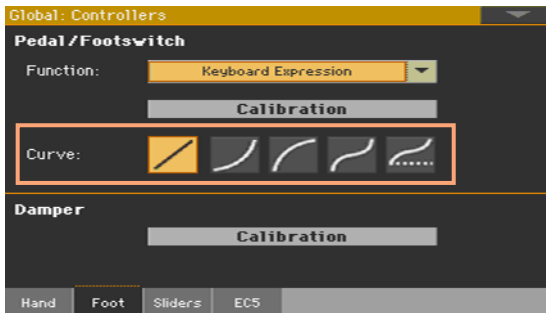 Global: Controllers
Pedal/Footswitch
Function: Keyboard Expression
Calibration
Curve:
Damper
Calibration
Hand Foot Sliders EC5